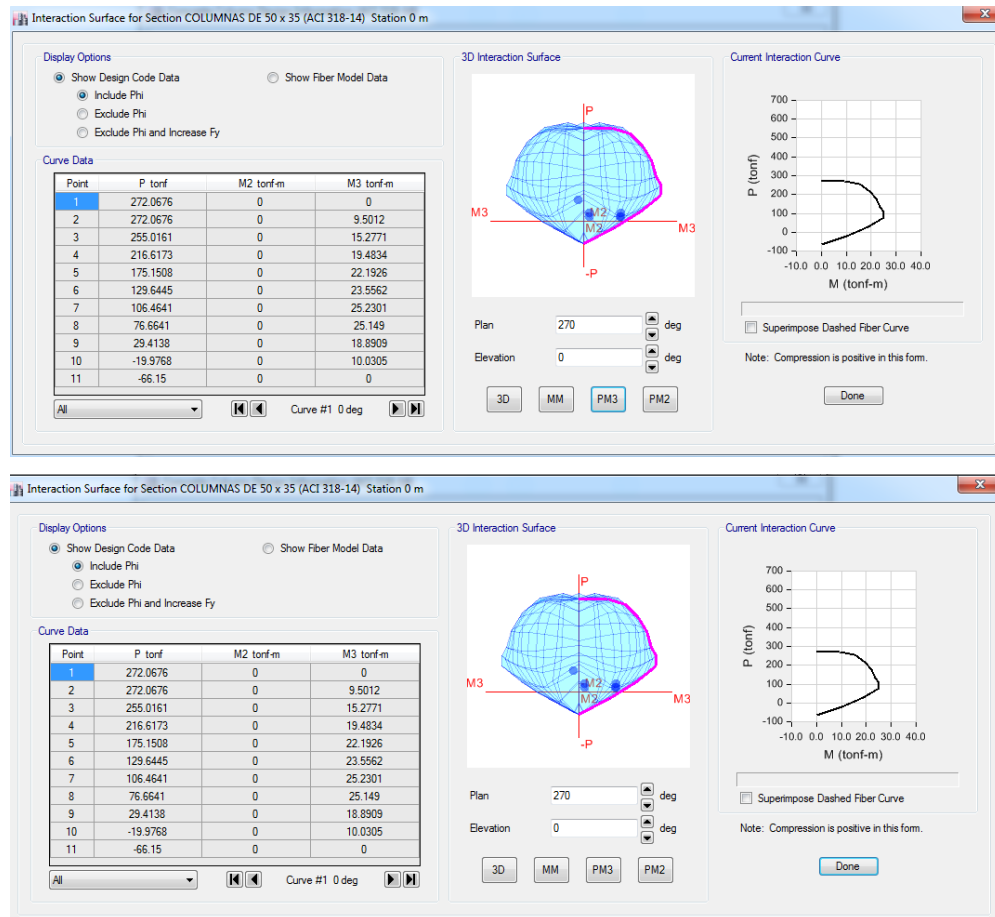 Interaction Surface for Section COLUMNAS DE 50 x 35 (ACI 318-14) Station 0 m
Display Options
Show Design Code Data Show Fiber Model Data
Include Phi
Exclude Phi
Exclude Phi and Increase Fy
Curve Data
Point P tonf M2 tonf-m M3 tonf-m
1 272.0676 0 0
2 272.0676 0 9.5012
3 255.0161 0 15.2771
4 216.6173 0 19.4834
5 175.1508 0 22.1926
6 129.6445 0 23.5562
7 106.4641 0 25.2301
8 76.6641 0 25.149
9 29.4138 0 18.8909
10 -19.9768 0 10.0305
11 -66.15 0 0
All Curve #1 0 deg
3D Interaction Surface
P
M3 M2
M2 M3
-P
Plan 270 deg
Elevation 0 deg
3D MM PM3 PM2
Current Interaction Curve
700
600
500
400
300
200
100
0
-100
P (tonf)
-10.0 0.0 10.0 20.0 30.0 40.0
M (tonf-m)
Superimpose Dashed Fiber Curve
Note: Compression is positive in this form.
Done
Interaction Surface for Section COLUMNAS DE 50 x 35 (ACI 318-14) Station 0 m
Display Options
Show Design Code Data Show Fiber Model Data
Include Phi
Exclude Phi
Exclude Phi and Increase Fy
Curve Data
Point P tonf M2 tonf-m M3 tonf-m
1 272.0676 0 0
2 272.0676 0 9.5012
3 255.0161 0 15.2771
4 216.6173 0 19.4834
5 175.1508 0 22.1926
6 129.6445 0 23.5562
7 106.4641 0 25.2301
8 76.6641 0 25.149
9 29.4138 0 18.8909
10 -19.9768 0 10.0305
11 -66.15 0 0
All Curve #1 0 deg
3D Interaction Surface
P
M3 M2
M2 M3
-P
Plan 270 deg
Elevation 0 deg
3D MM PM3 PM2
Current Interaction Curve
700
600
500
400
300
200
100
0
-100
P (tonf)
-10.0 0.0 10.0 20.0 30.0 40.0
M (tonf-m)
Superimpose Dashed Fiber Curve
Note: Compression is positive in this form.
Done